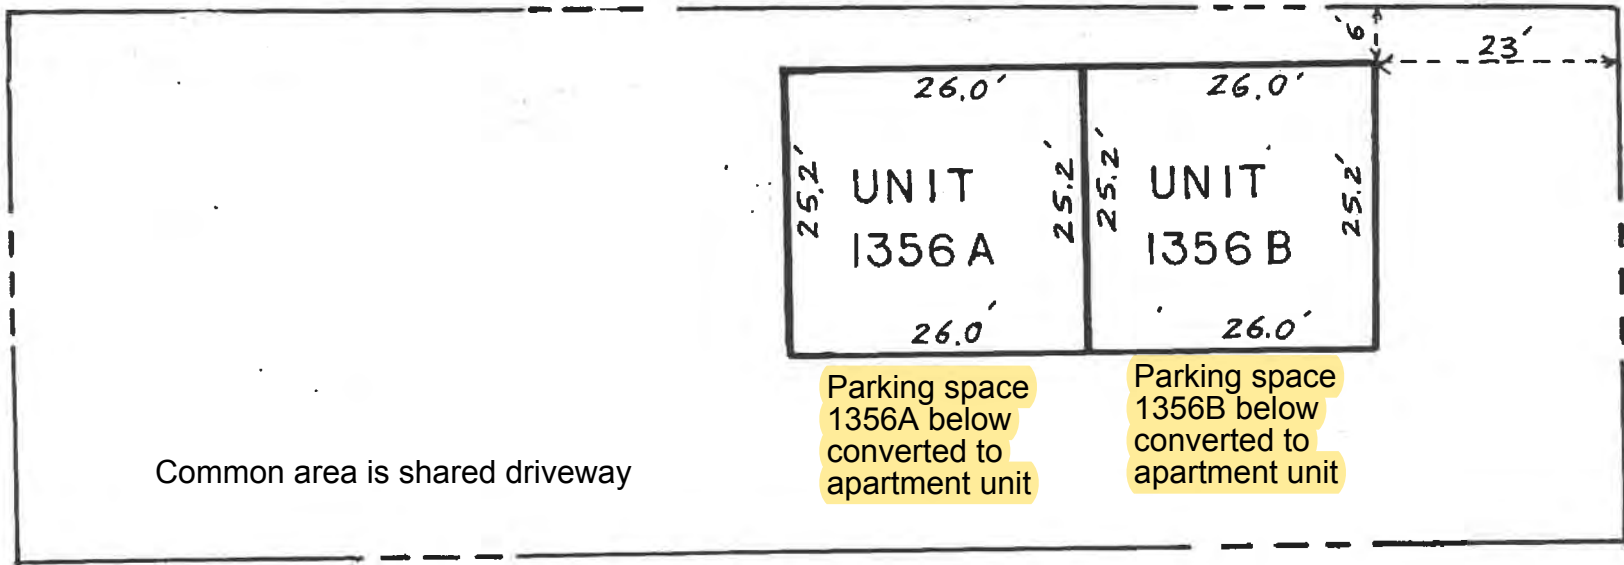 6'
23'
26.0'
26.0'
25.2'
25.2'
25.2'
25.2'
UNIT
1356 A
UNIT
1356 B
26.0'
26.0'
Parking space
1356A below
converted to
apartment unit
Parking space
1356B below
converted to
apartment unit
Common area is shared driveway